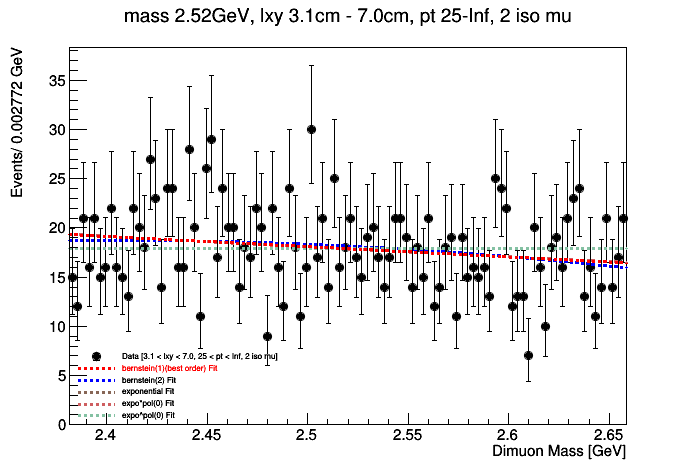 mass 2.52GeV, lxy 3.1cm - 7.0cm, pt 25-Inf, 2 iso mu
Events/ 0.002772 GeV
35
30
25
20
15
10
5
0
Data [3.1 < lxy < 7.0, 25 < pt < Inf, 2 iso mu]
bernstein(1)(best order) Fit
bernstein(2) Fit
exponential Fit
expo*pol(0) Fit
expo^pol(0) Fit
2.4 2.45 2.5 2.55 2.6 2.65
Dimuon Mass [GeV]